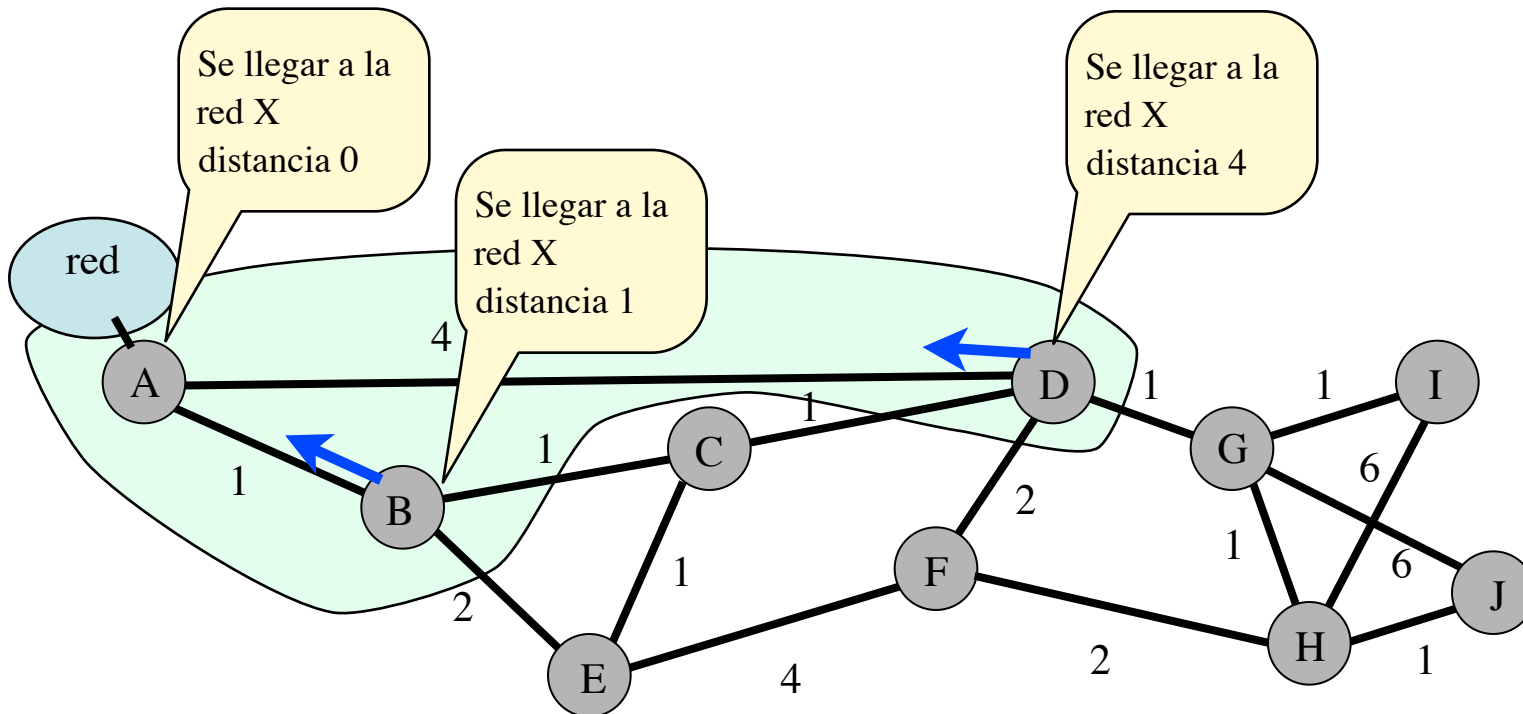 Se llegar a la
red X
distancia 0
Se llegar a la
red X
distancia 4
Se llegar a la
red X
distancia 1
red
4
A
D
1
1
I
1
1
C
G
6
1
B
2
1
6
F
1
J
2
E
H
4
2
1